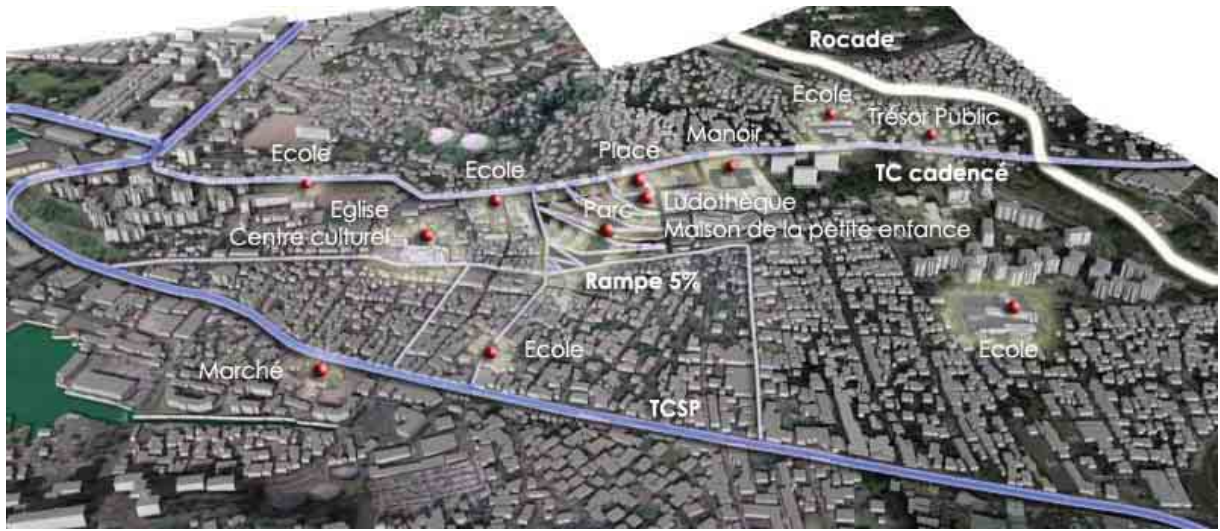 Rocade
Ecole
Trésor Public
Manoir
Ecole
Place
Ecole
TC cadencé
Eglise
Centre culturel
Parc
Ludothèque
Maison de la petite enfance
Rampe 5%
Ecole
Ecole
Marché
TCSP